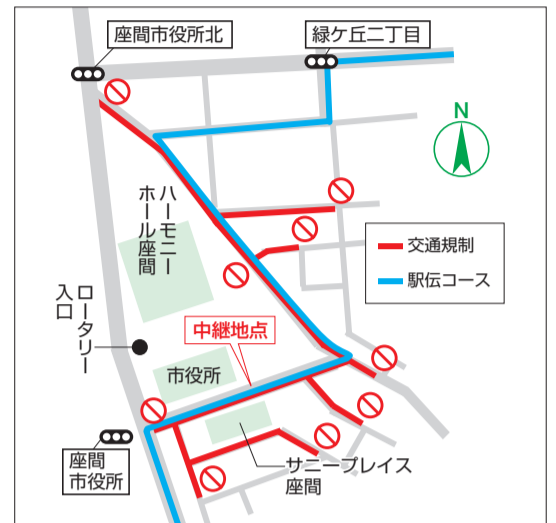 座間市役所北
緑ケ丘二丁目
N
ハーモニー
ホール座間
交通規制
駅伝コース
ロータリー
入口
中継地点
市役所
座間
市役所
サニープレイス
座間